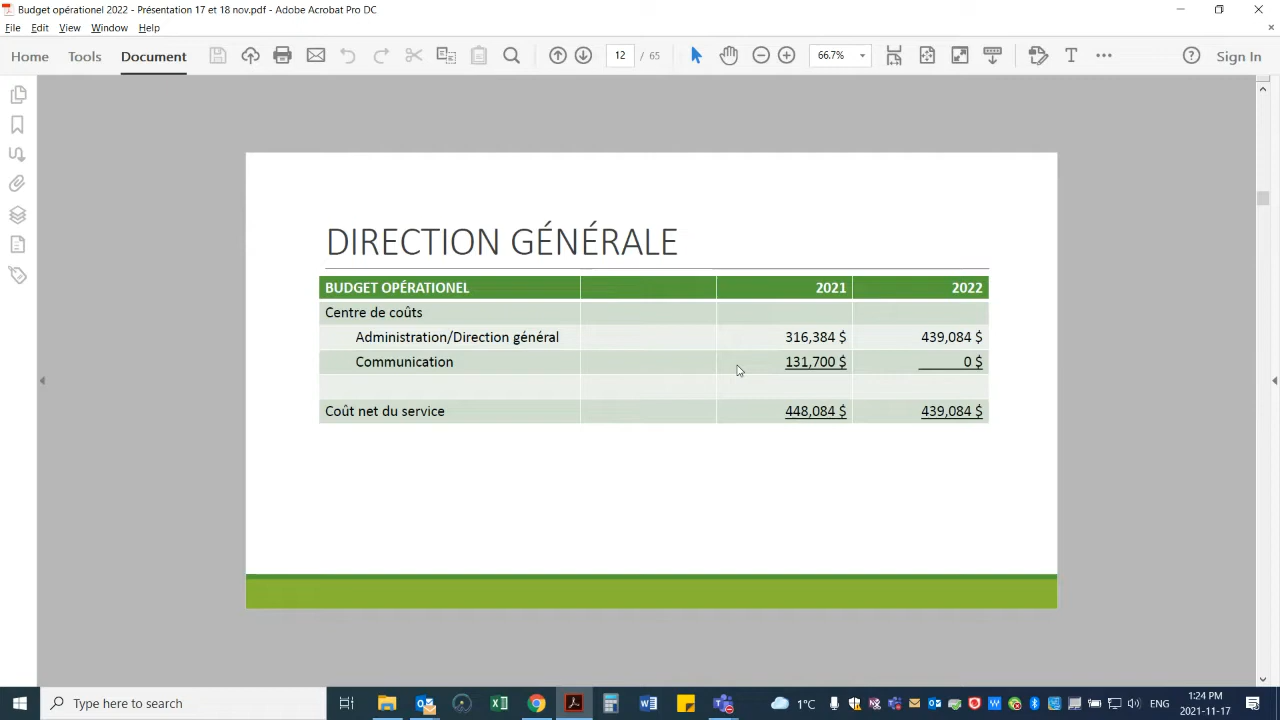 Budget opérationel 2022 - Présentation 17 et 18 nov.pdf - Adobe Acrobat Pro DC
File Edit View Window Help
Home Tools Document 12 / 65 66.7% Sign In
DIRECTION GÉNÉRALE
BUDGET OPÉRATIONEL 2021 2022
Centre de coûts
Administration/Direction général 316,384 $ 439,084 $
Communication 131,700 $ 0 $
Coût net du service 448,084 $ 439,084 $
Type here to search 1°C ENG 1:24 PM
2021-11-17